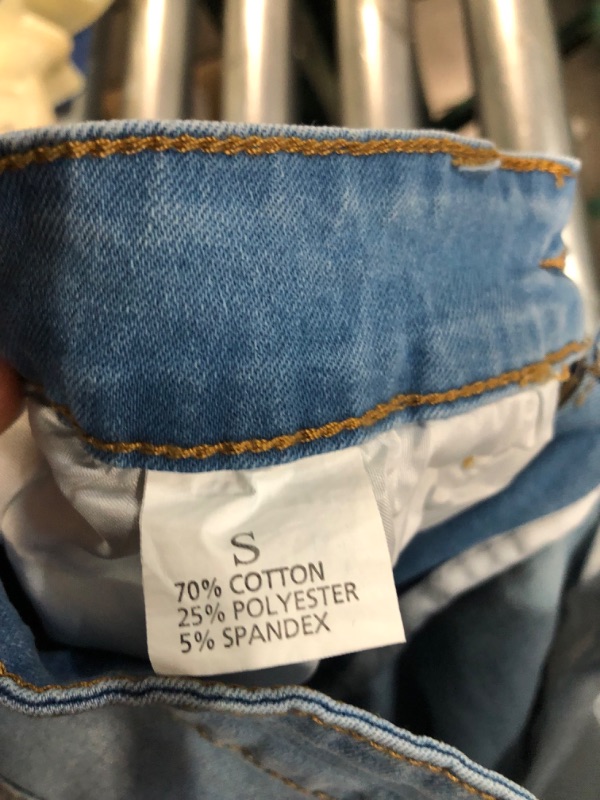 S
70% COTTON
25% POLYESTER
5% SPANDEX